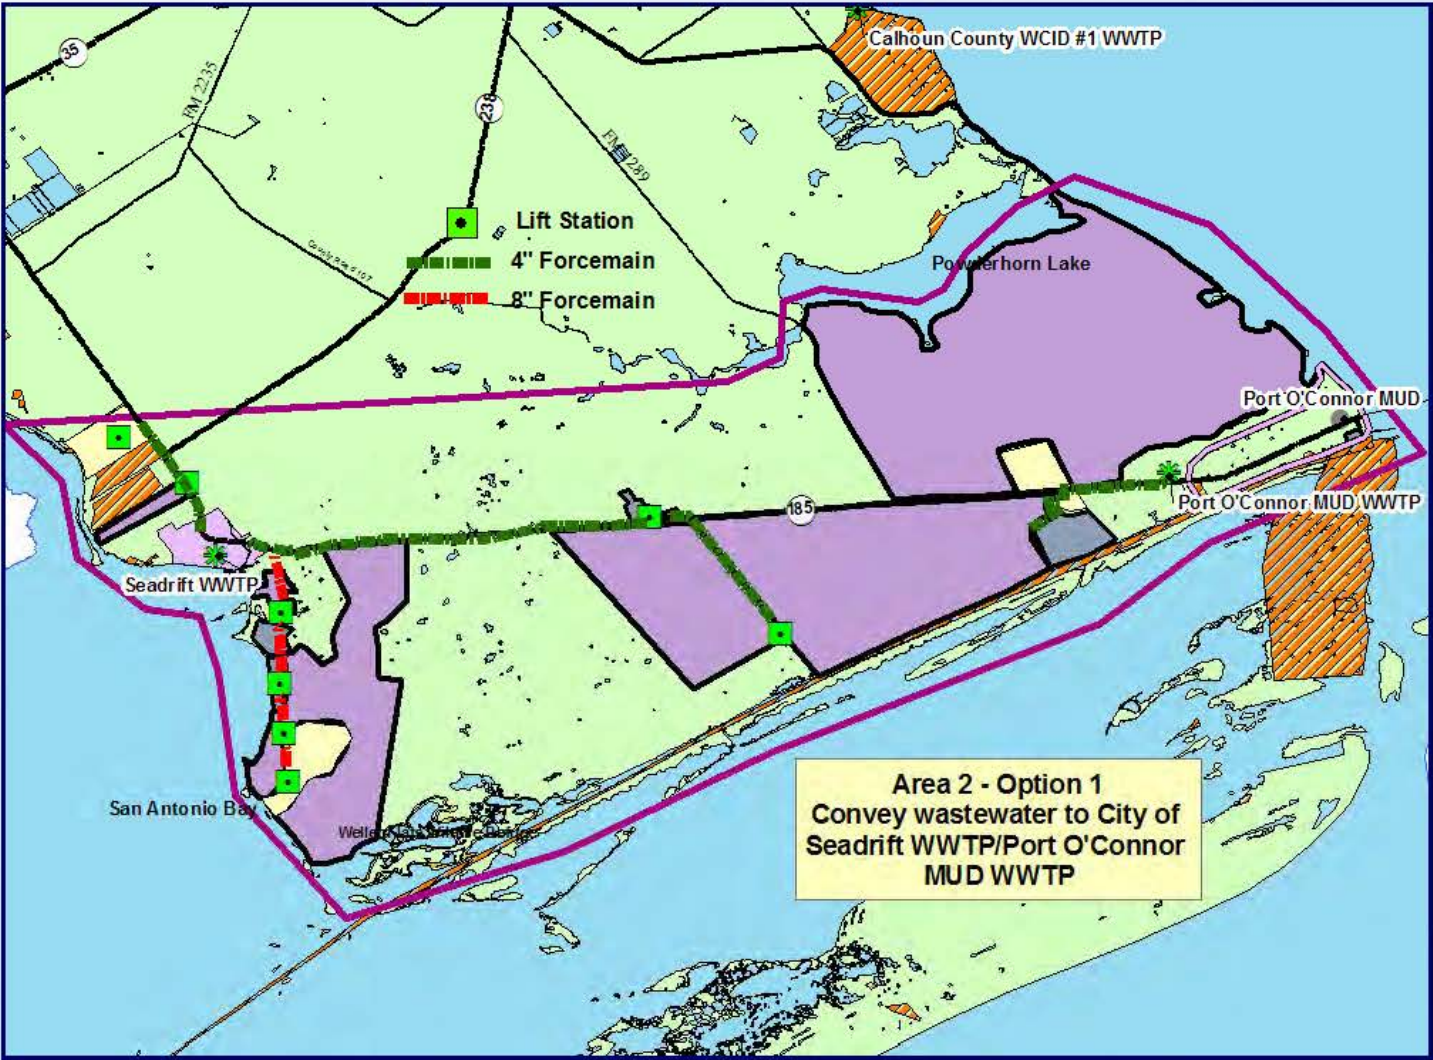 Calhoun County WCID #1 WWTP
35
FM 2235
238
FM 1289
Lift Station
4" Forcemain
8" Forcemain
Powderhorn Lake
Port O'Connor MUD
185
Port O'Connor MUD WWTP
Seadrift WWTP
San Antonio Bay
Area 2 - Option 1
Convey wastewater to City of
Seadrift WWTP/Port O'Connor
MUD WWTP